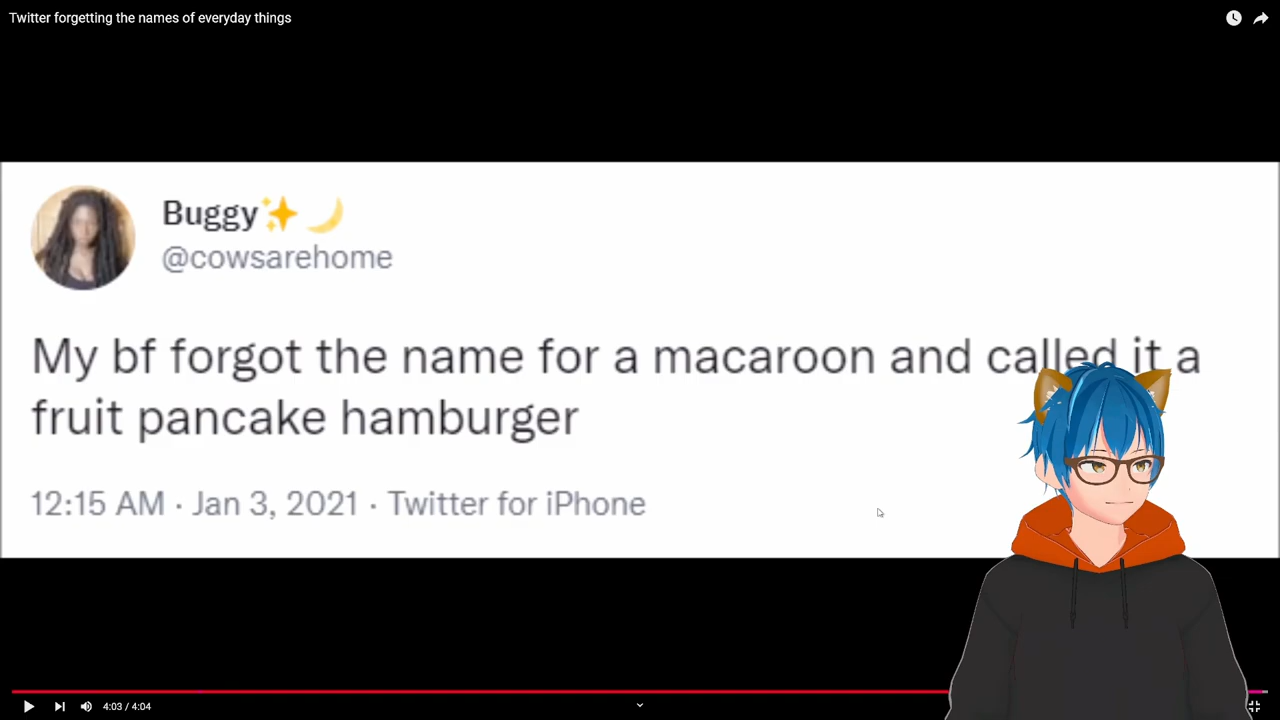 Twitter forgetting the names of everyday things
Buggy✨🌙
@cowsarehome
My bf forgot the name for a macaroon and called it a
fruit pancake hamburger
12:15 AM · Jan 3, 2021 · Twitter for iPhone
4:03 / 4:04